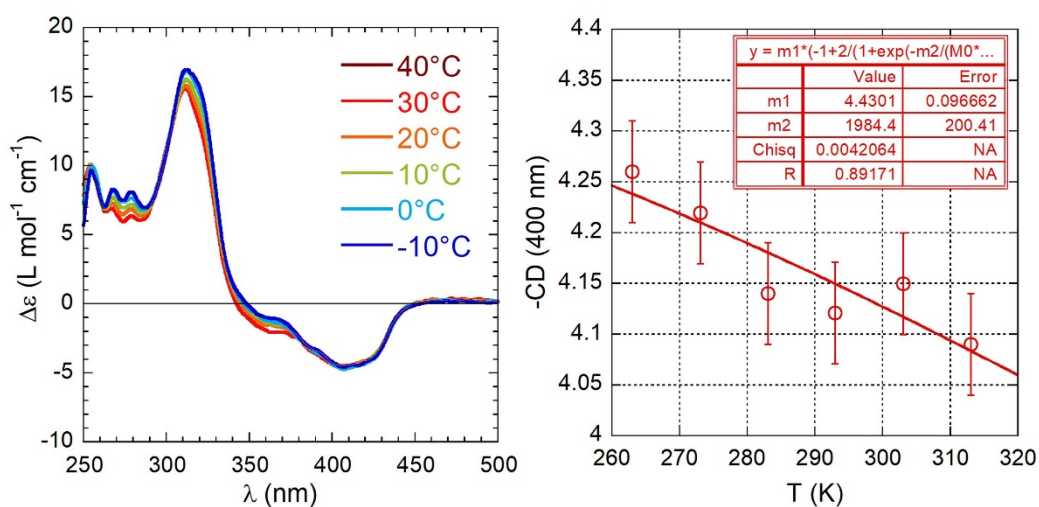 20
15
10
5
0
-5
-10
Δε (L mol⁻¹ cm⁻¹)
40°C
30°C
20°C
10°C
0°C
-10°C
250 300 350 400 450 500
λ (nm)
4.4
4.35
4.3
4.25
4.2
4.15
4.1
4.05
4
-CD (400 nm)
y = m1*(-1+2/(1+exp(-m2/(M0*...
Value Error
m1 4.4301 0.096662
m2 1984.4 200.41
Chisq 0.0042064 NA
R 0.89171 NA
260 270 280 290 300 310 320
T (K)